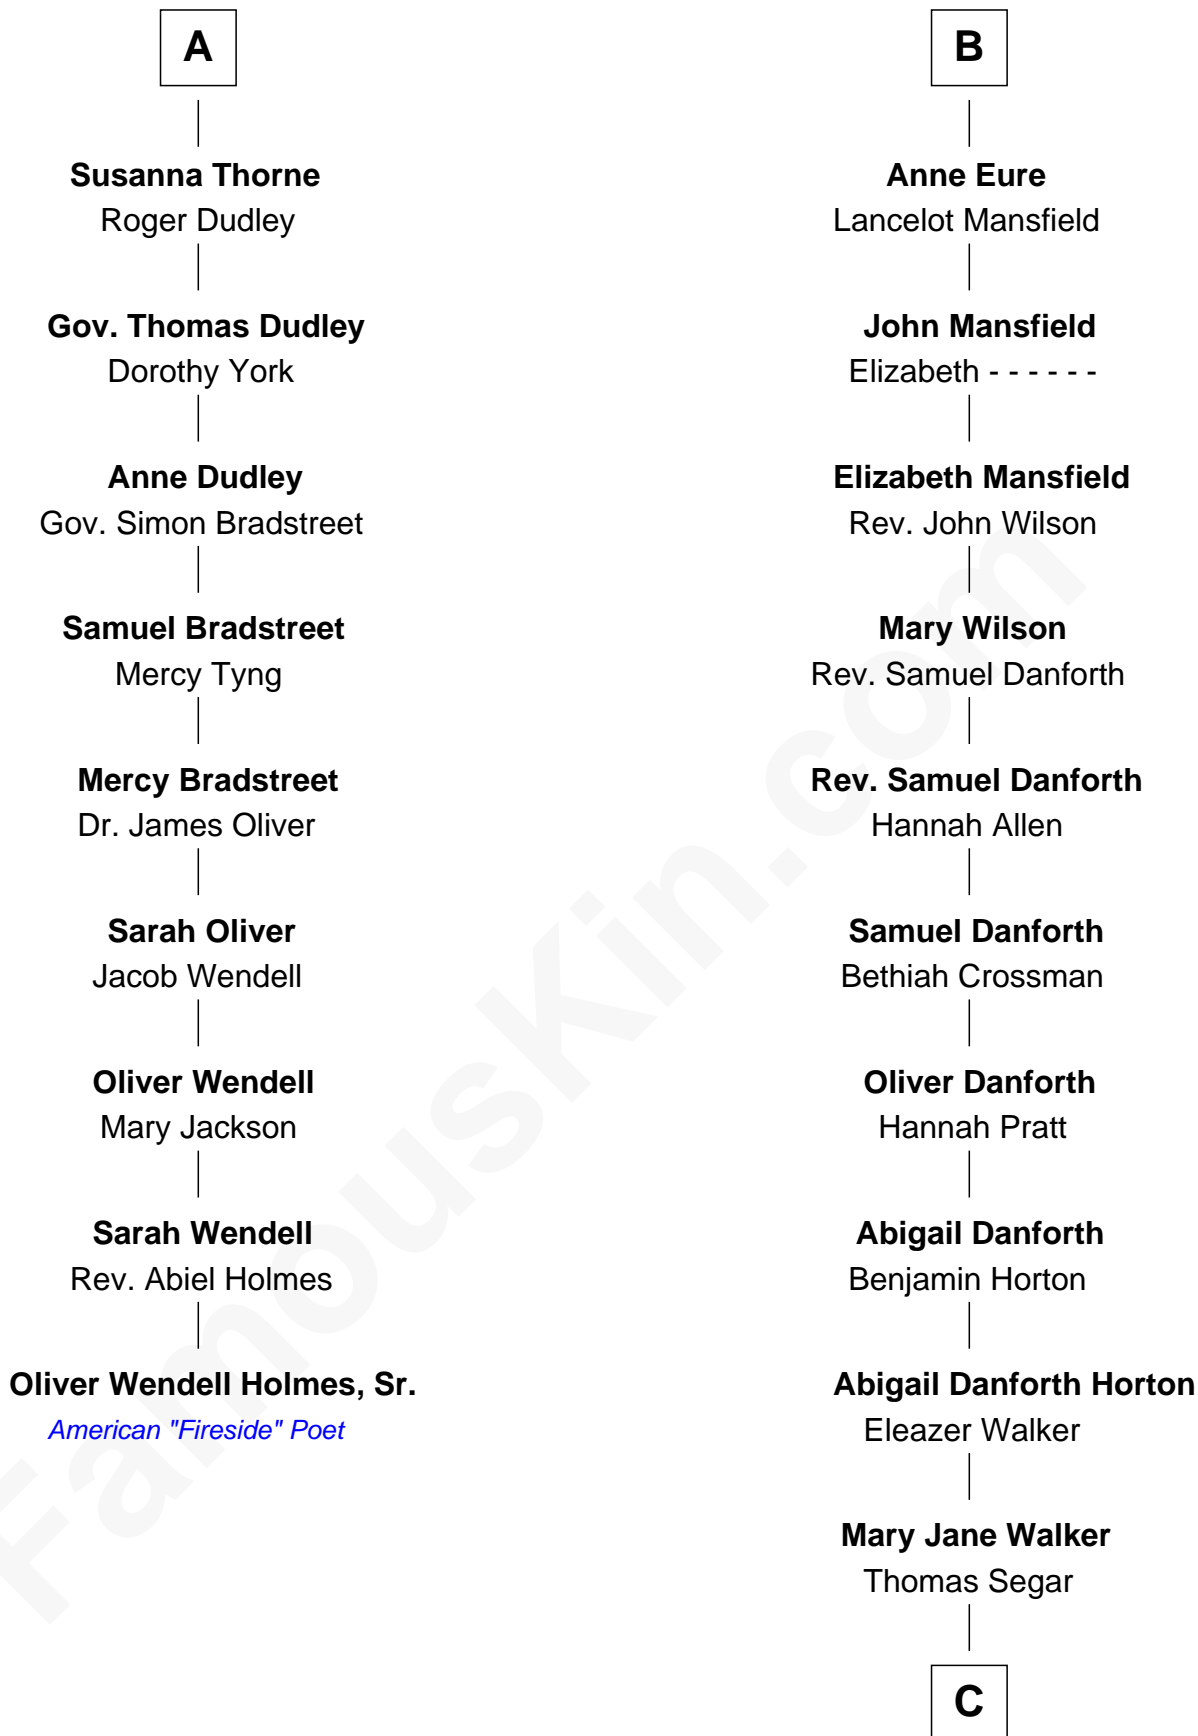 A
Susanna Thorne
Roger Dudley
Gov. Thomas Dudley
Dorothy York
Anne Dudley
Gov. Simon Bradstreet
Samuel Bradstreet
Mercy Tyng
Mercy Bradstreet
Dr. James Oliver
Sarah Oliver
Jacob Wendell
Oliver Wendell
Mary Jackson
Sarah Wendell
Rev. Abiel Holmes
Oliver Wendell Holmes, Sr.
American "Fireside" Poet
B
Anne Eure
Lancelot Mansfield
John Mansfield
Elizabeth - - - - - -
Elizabeth Mansfield
Rev. John Wilson
Mary Wilson
Rev. Samuel Danforth
Rev. Samuel Danforth
Hannah Allen
Samuel Danforth
Bethiah Crossman
Oliver Danforth
Hannah Pratt
Abigail Danforth
Benjamin Horton
Abigail Danforth Horton
Eleazer Walker
Mary Jane Walker
Thomas Segar
C
FamousKin.com